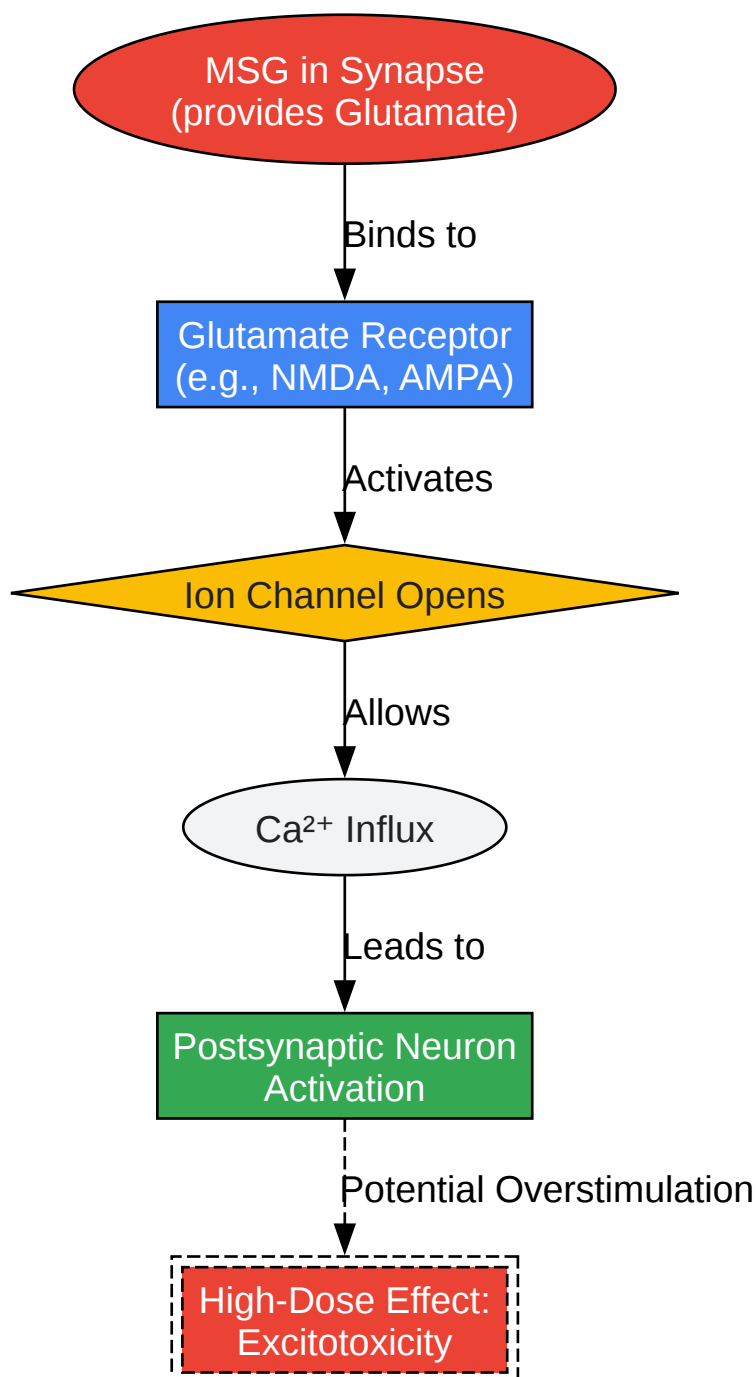 MSG in Synapse
(provides Glutamate)
Binds to
Glutamate Receptor
(e.g., NMDA, AMPA)
Activates
Ion Channel Opens
Allows
Ca²⁺ Influx
Leads to
Postsynaptic Neuron
Activation
Potential Overstimulation
High-Dose Effect:
Excitotoxicity